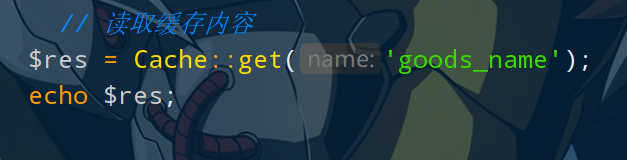 // 读取缓存内容
$res = Cache::get( name: 'goods_name');
echo $res;